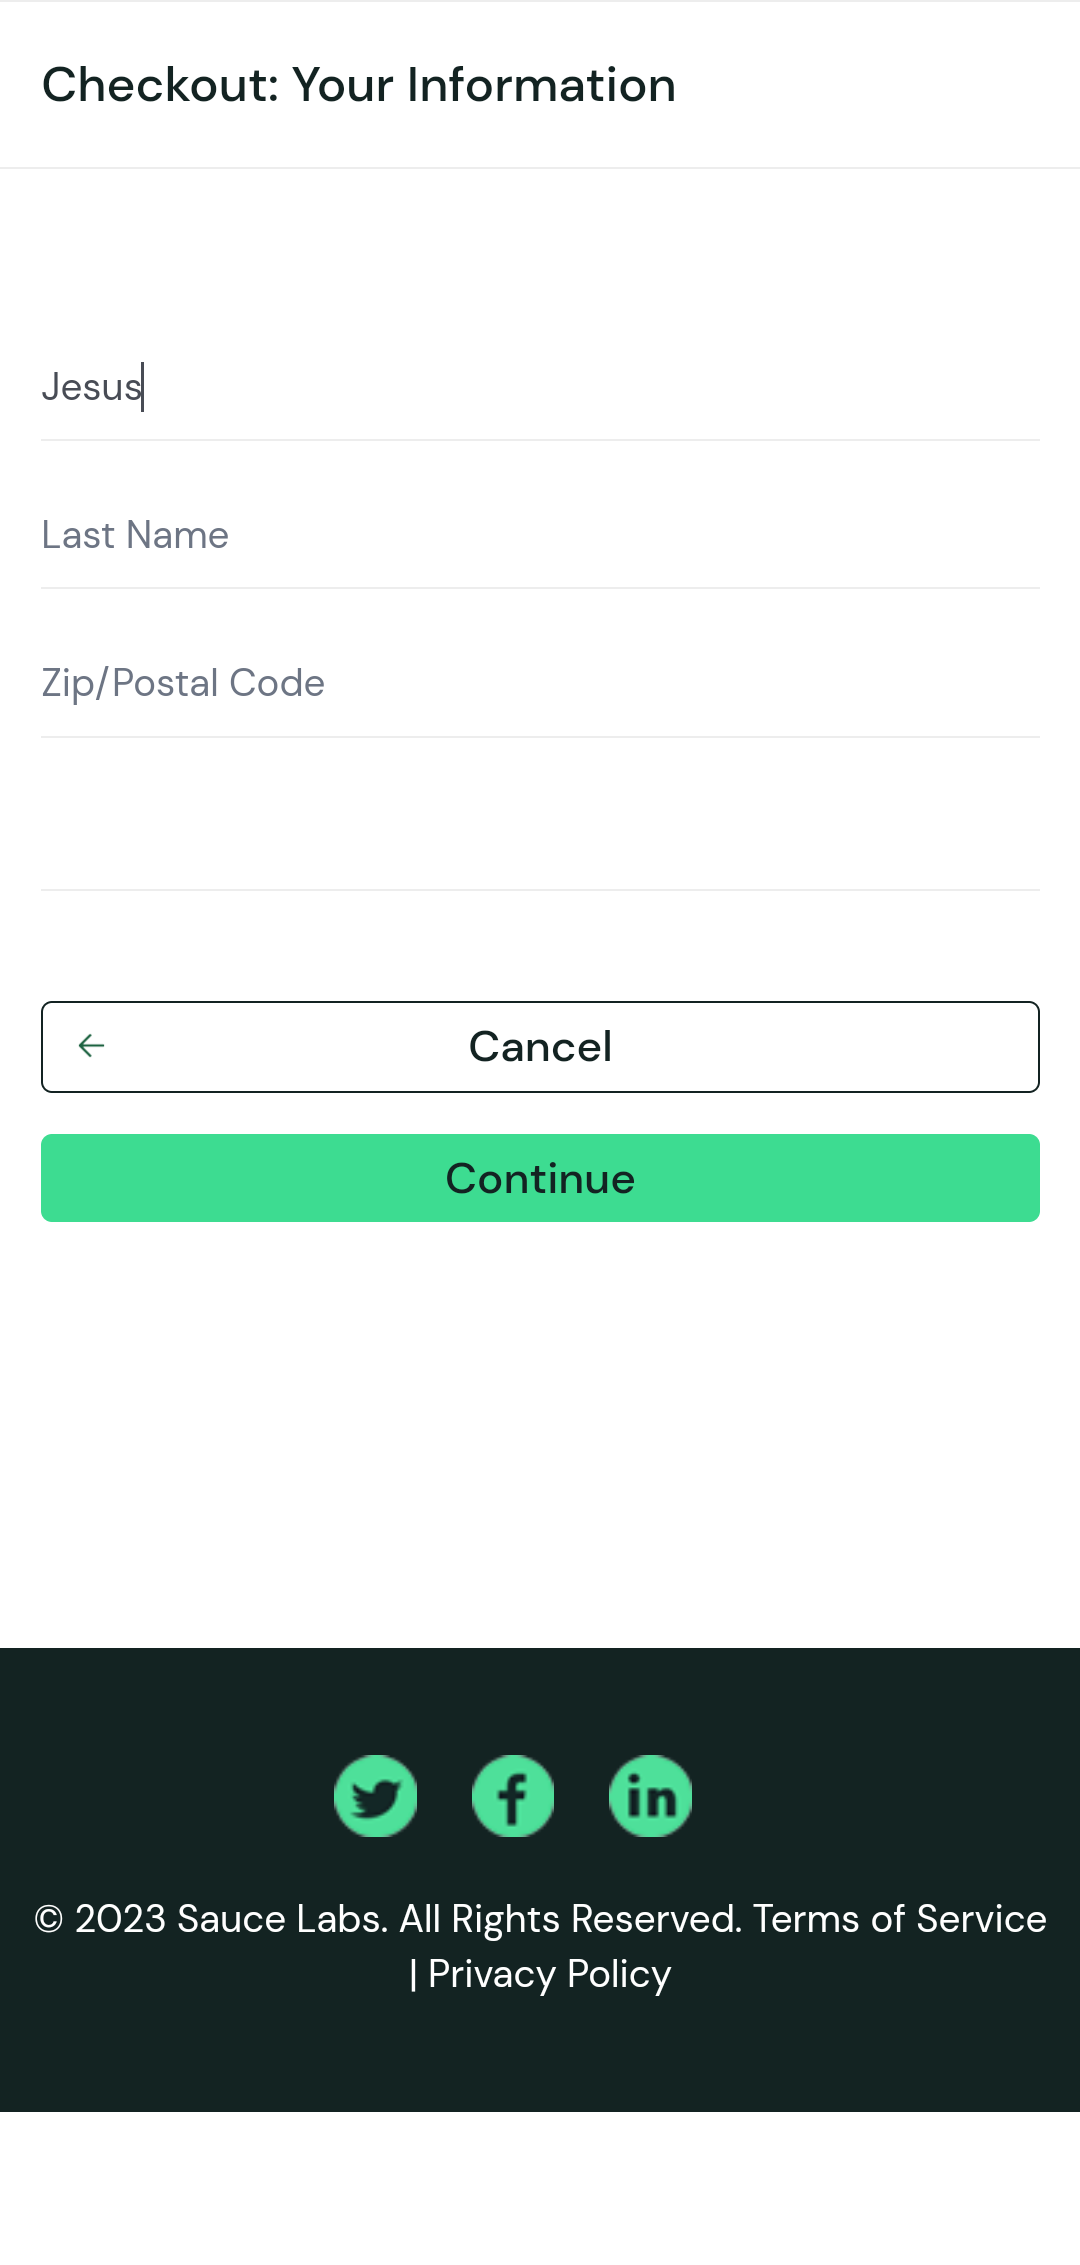 Checkout: Your Information
Jesus
Last Name
Zip/Postal Code
Cancel
Continue
© 2023 Sauce Labs. All Rights Reserved. Terms of Service
| Privacy Policy